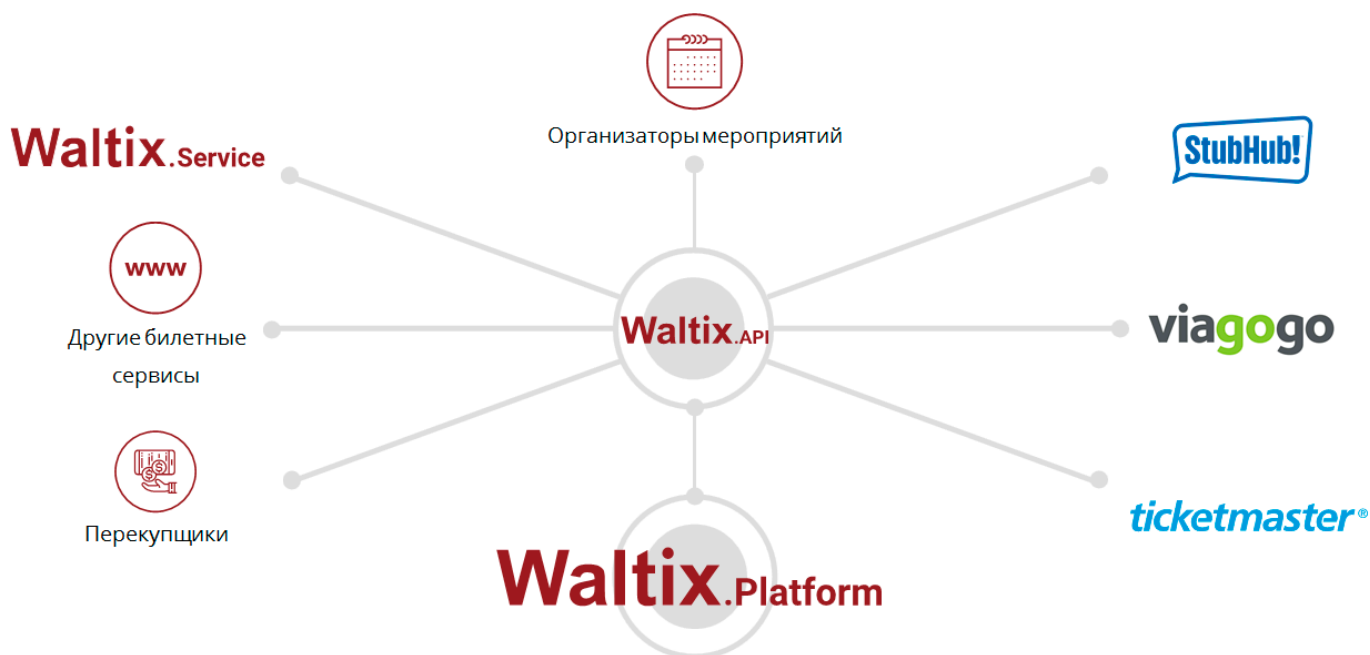 Организаторы мероприятий
Waltix.Service
StubHub!
www
Другие билетные
сервисы
Waltix.API
viagogo
Перекупщики
ticketmaster®
Waltix.Platform